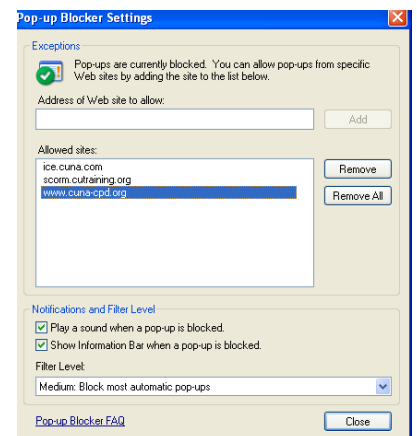 Pop-up Blocker Settings
Exceptions
Pop-ups are currently blocked. You can allow pop-ups from specific
Web sites by adding the site to the list below.
Address of Web site to allow:
Add
Allowed sites:
ice.cuna.com
scorm.cutraining.org
www.cuna-cpd.org
Remove
Remove All
Notifications and Filter Level
Play a sound when a pop-up is blocked.
Show Information Bar when a pop-up is blocked.
Filter Level:
Medium: Block most automatic pop-ups
Pop-up Blocker FAQ
Close